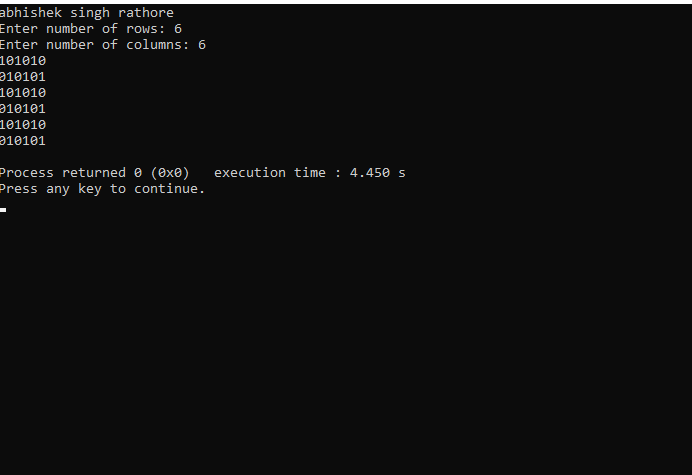 abhishek singh rathore
Enter number of rows: 6
Enter number of columns: 6
101010
010101
101010
010101
101010
010101
Process returned 0 (0x0)   execution time : 4.450 s
Press any key to continue.